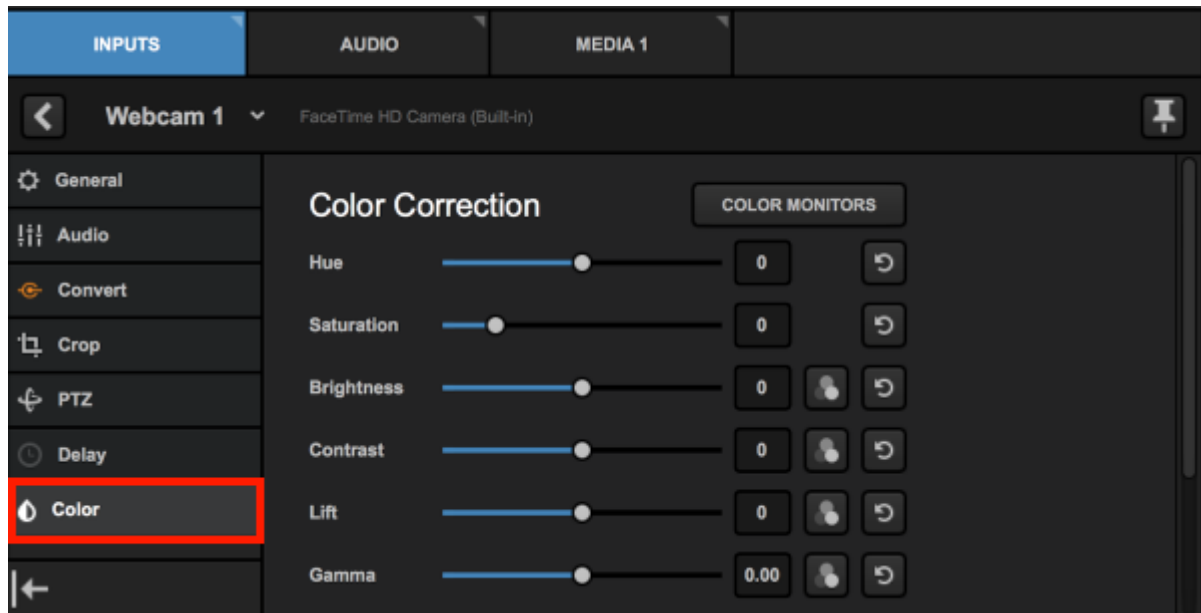 INPUTS AUDIO MEDIA 1
Webcam 1 FaceTime HD Camera (Built-in)
General
Audio
Convert
Crop
PTZ
Delay
Color
Color Correction COLOR MONITORS
Hue 0
Saturation 0
Brightness 0
Contrast 0
Lift 0
Gamma 0.00